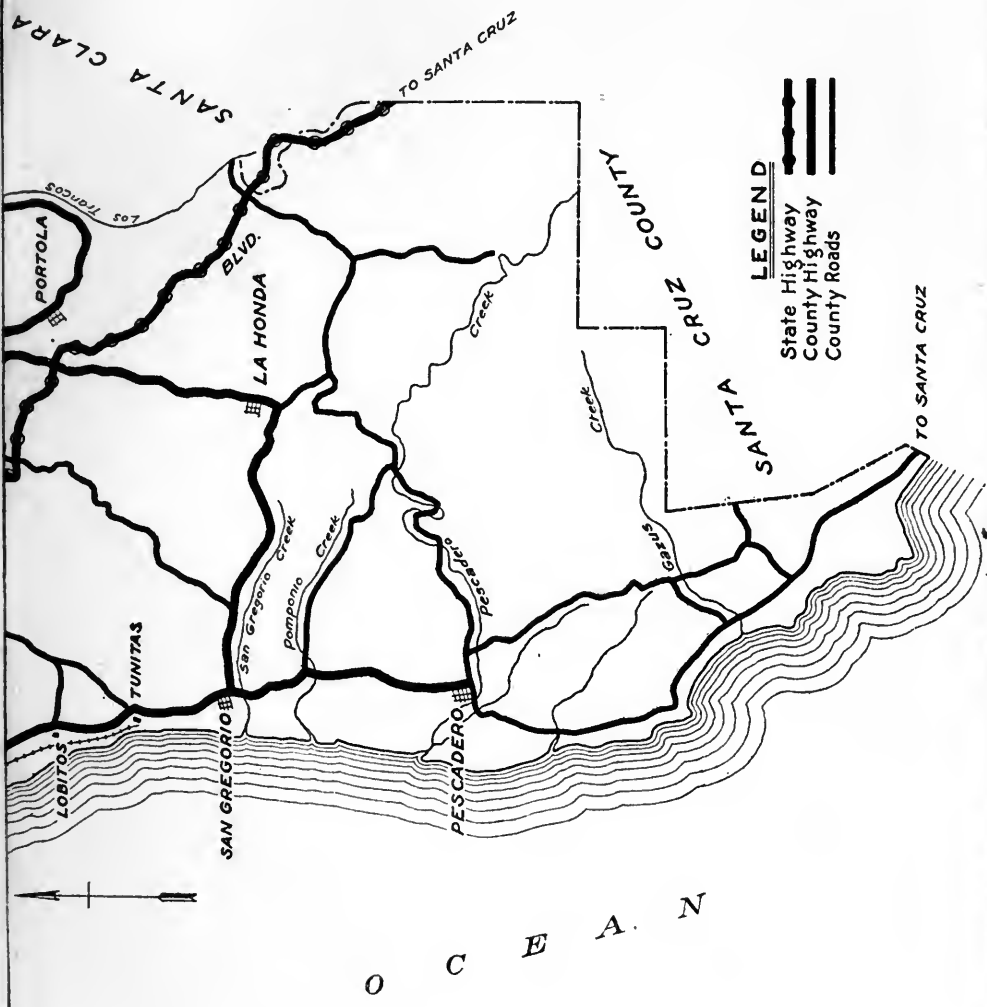 SANTA CLARA
TO SANTA CRUZ
Los Trancos
PORTOLA
BLVD.
LA HONDA
Creek
SANTA CRUZ COUNTY
LEGEND
State Highway
County Highway
County Roads
San Gregorio Creek
Pomponio Creek
Creek
Gazus
Pescadero
TUNITAS
LOBITOS
SAN GREGORIO
PESCADERO
TO SANTA CRUZ
OCEAN